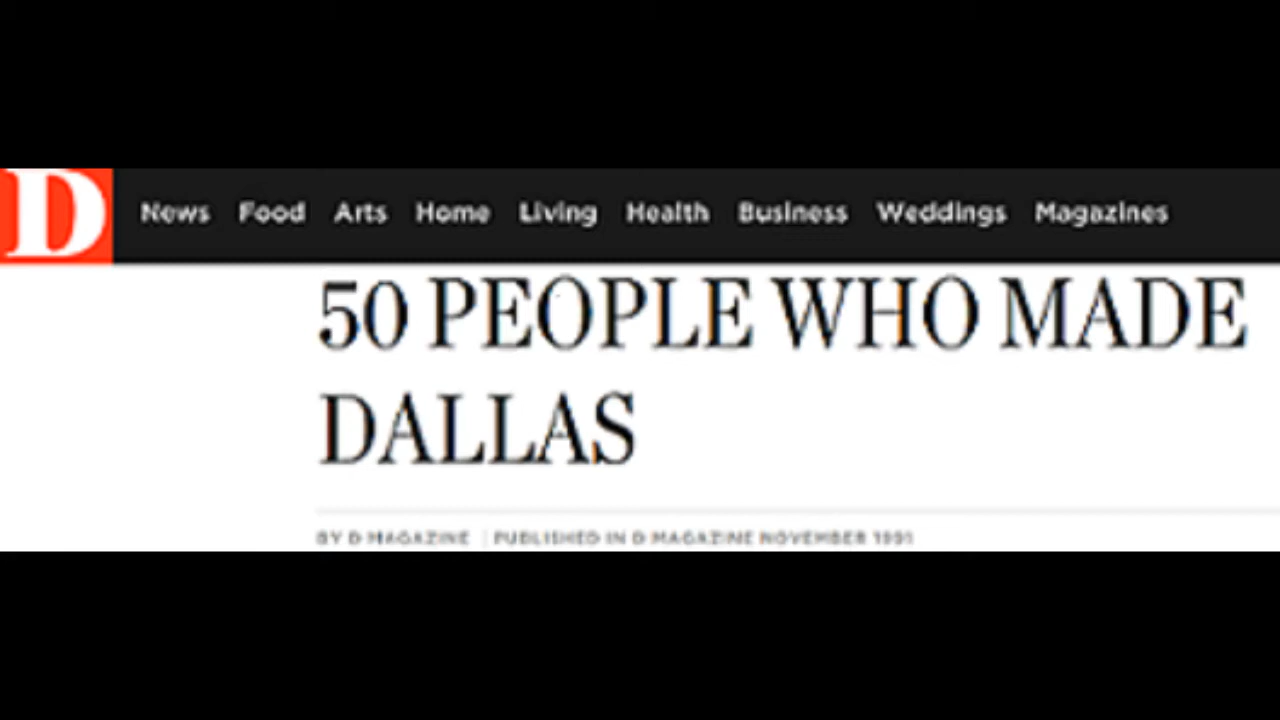 D News Food Arts Home Living Health Business Weddings Magazines
50 PEOPLE WHO MADE
DALLAS
BY D MAGAZINE | PUBLISHED IN D MAGAZINE NOVEMBER 1991